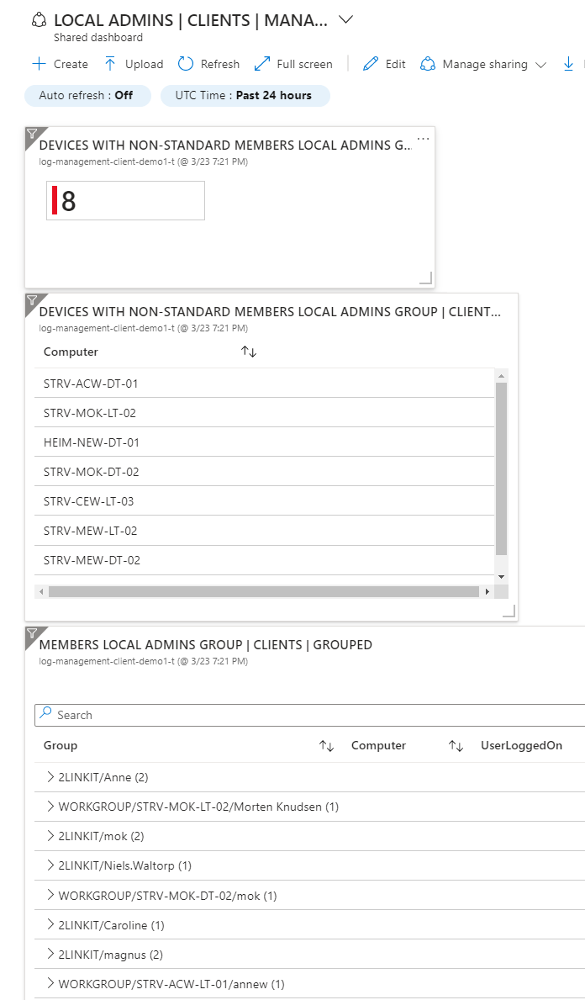 LOCAL ADMINS | CLIENTS | MANA...
Shared dashboard
Create Upload Refresh Full screen Edit Manage sharing
Auto refresh : Off UTC Time : Past 24 hours
DEVICES WITH NON-STANDARD MEMBERS LOCAL ADMINS G...
log-management-client-demo1-t (@ 3/23 7:21 PM)
8
DEVICES WITH NON-STANDARD MEMBERS LOCAL ADMINS GROUP | CLIENT...
log-management-client-demo1-t (@ 3/23 7:21 PM)
Computer
STRV-ACW-DT-01
STRV-MOK-LT-02
HEIM-NEW-DT-01
STRV-MOK-DT-02
STRV-CEW-LT-03
STRV-MEW-LT-02
STRV-MEW-DT-02
MEMBERS LOCAL ADMINS GROUP | CLIENTS | GROUPED
log-management-client-demo1-t (@ 3/23 7:21 PM)
Search
Group Computer UserLoggedOn
2LINKIT/Anne (2)
WORKGROUP/STRV-MOK-LT-02/Morten Knudsen (1)
2LINKIT/mok (2)
2LINKIT/Niels.Waltorp (1)
WORKGROUP/STRV-MOK-DT-02/mok (1)
2LINKIT/Caroline (1)
2LINKIT/magnus (2)
WORKGROUP/STRV-ACW-LT-01/annew (1)